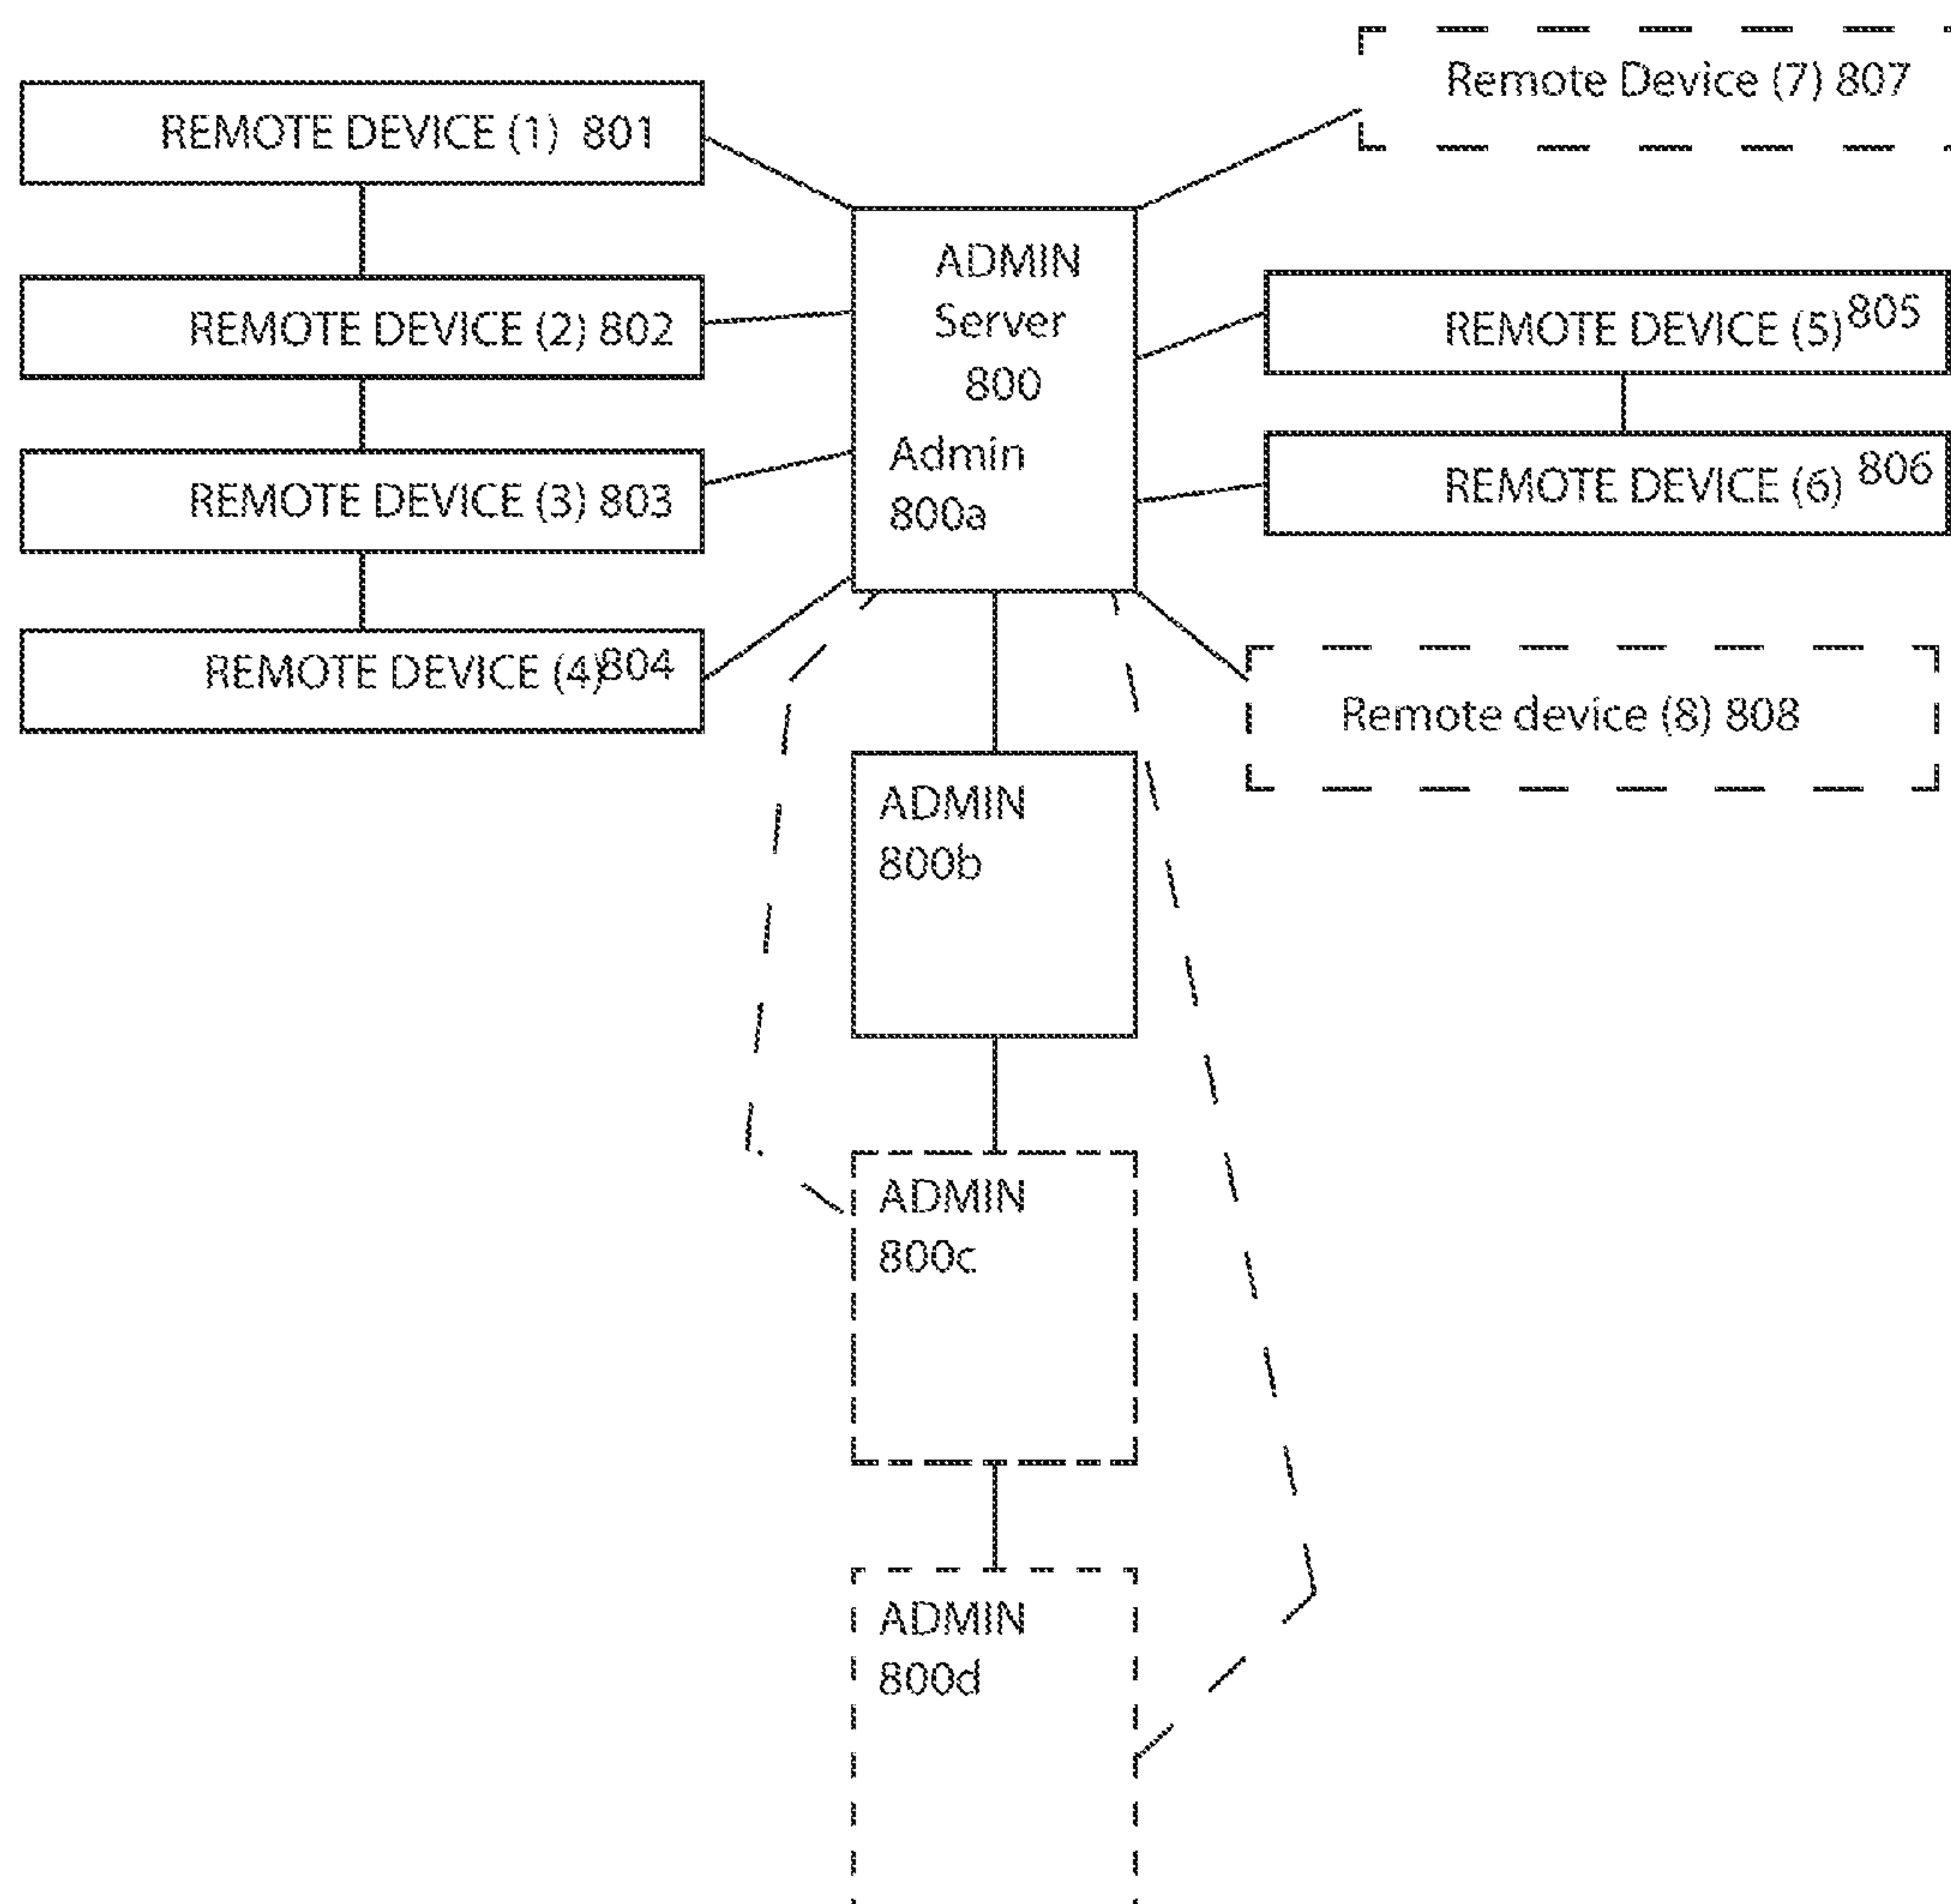 Remote Device (7) 807
REMOTE DEVICE (1) 801
ADMIN
Server
800
Admin
800a
REMOTE DEVICE (2) 802
REMOTE DEVICE (5) 805
REMOTE DEVICE (3) 803
REMOTE DEVICE (6) 806
REMOTE DEVICE (4) 804
Remote device (8) 808
ADMIN
800b
ADMIN
800c
ADMIN
800d